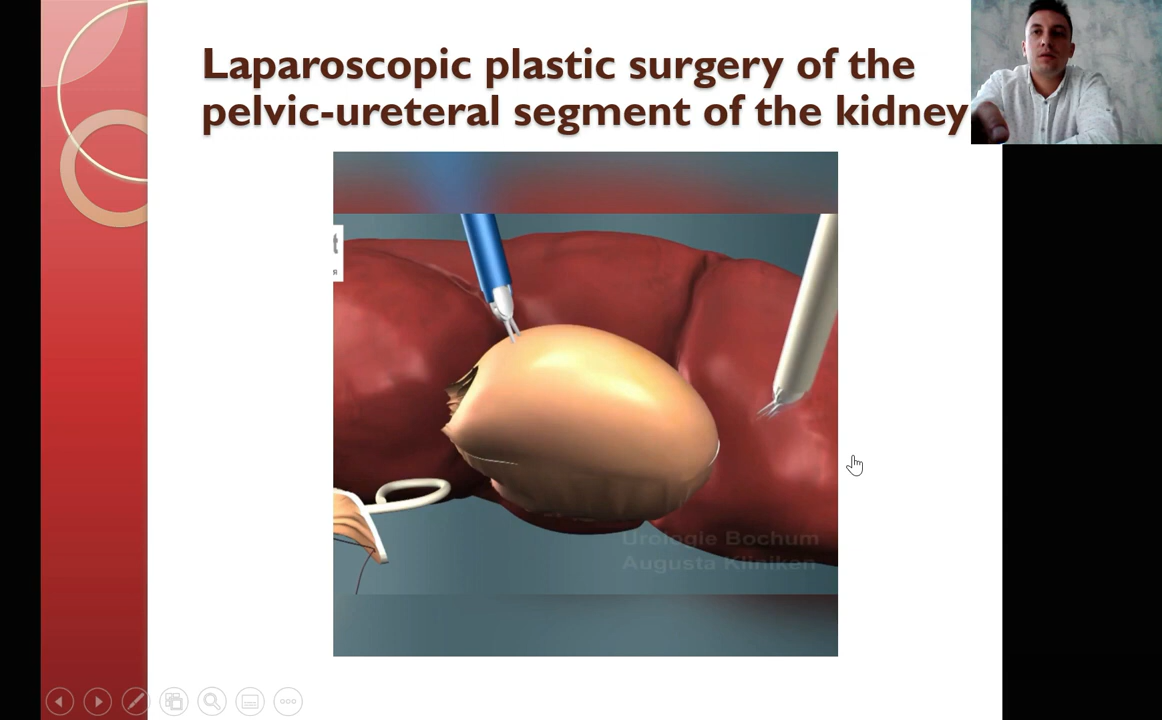 Laparoscopic plastic surgery of the
pelvic-ureteral segment of the kidney
Urologie Bochum
Augusta Kliniken